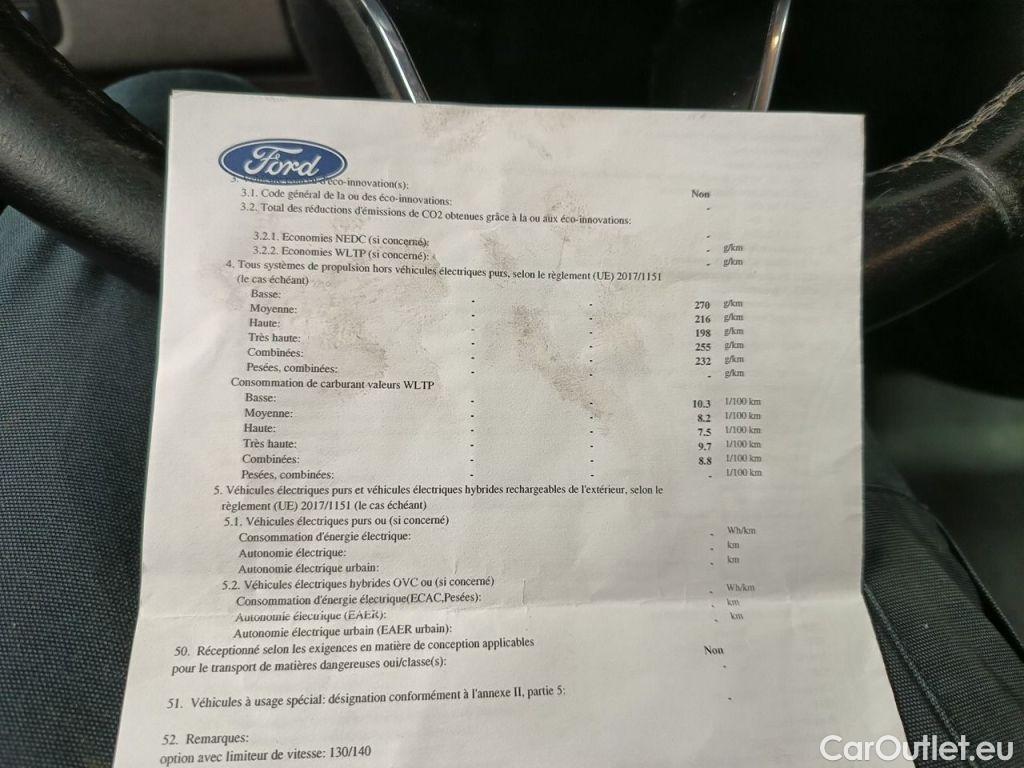 Ford
d'éco-innovation(s):
3.1. Code général de la ou des éco-innovations: Non
3.2. Total des réductions d'émissions de CO2 obtenues grâce à la ou aux éco-innovations: -
3.2.1. Economies NEDC (si concerné): - g/km
3.2.2. Economies WLTP (si concerné): - g/km
4. Tous systèmes de propulsion hors véhicules électriques purs, selon le règlement (UE) 2017/1151
(le cas échéant)
Basse: - - 270 g/km
Moyenne: - - 216 g/km
Haute: - - 198 g/km
Très haute: - - 255 g/km
Combinées: - - 232 g/km
Pesées, combinées: - - - g/km
Consommation de carburant valeurs WLTP
Basse: - - 10.3 l/100 km
Moyenne: - - 8.2 l/100 km
Haute: - - 7.5 l/100 km
Très haute: - - 9.7 l/100 km
Combinées: - - 8.8 l/100 km
Pesées, combinées: - - - l/100 km
5. Véhicules électriques purs et véhicules électriques hybrides rechargeables de l'extérieur, selon le
règlement (UE) 2017/1151 (le cas échéant)
5.1. Véhicules électriques purs ou (si concerné)
Consommation d'énergie électrique: - Wh/km
Autonomie électrique: - km
Autonomie électrique urbain: - km
5.2. Véhicules électriques hybrides OVC ou (si concerné)
Consommation d'énergie électrique(ECAC,Pesées): - Wh/km
Autonomie électrique (EAER): - km
Autonomie électrique urbain (EAER urbain): - km
50. Réceptionné selon les exigences en matière de conception applicables
pour le transport de matières dangereuses oui/classe(s): Non
-
51. Véhicules à usage spécial: désignation conformément à l'annexe II, partie 5: -
52. Remarques:
option avec limiteur de vitesse: 130/140
CarOutlet.eu